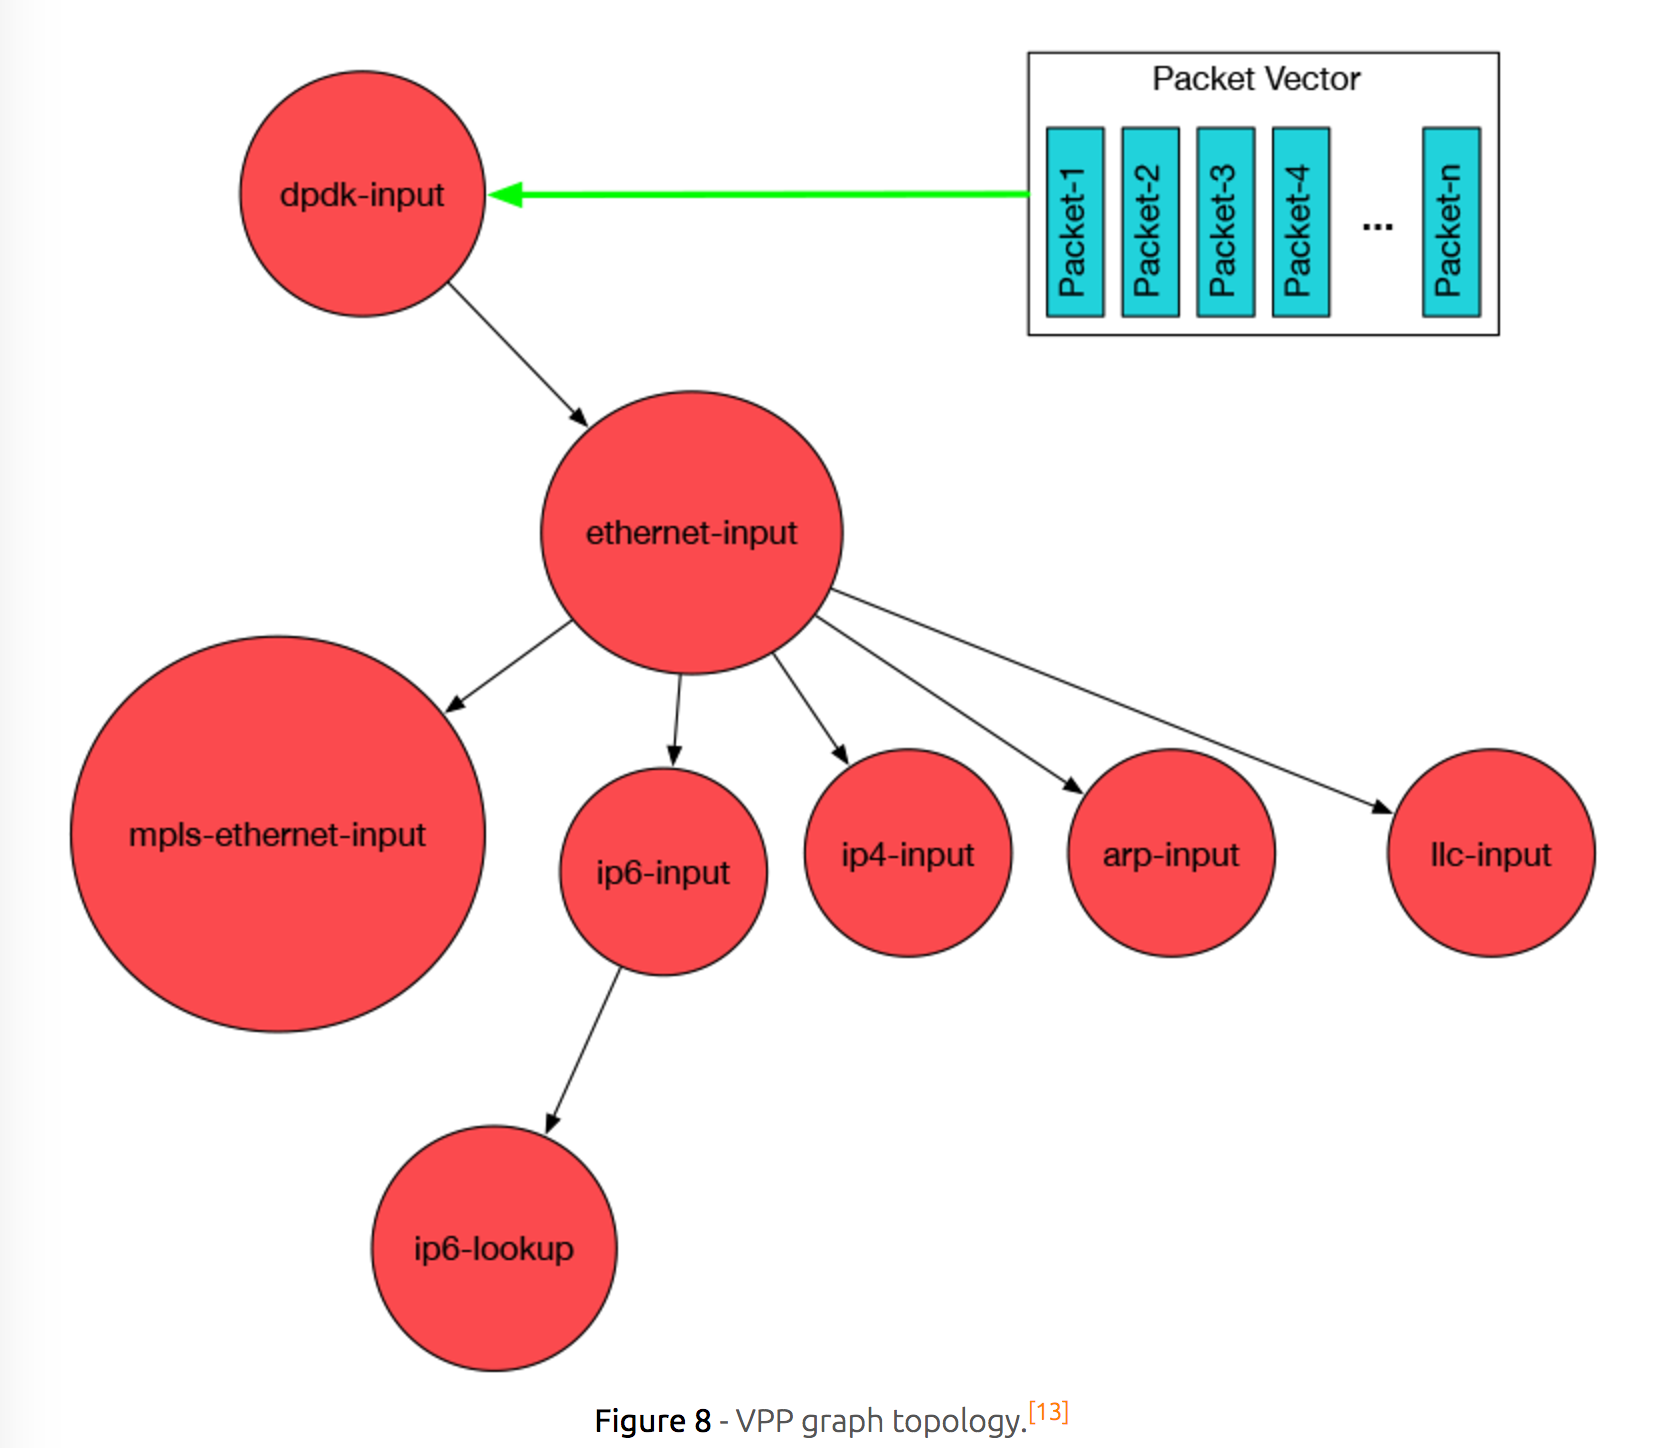 Packet Vector
Packet-1
Packet-2
Packet-3
Packet-4
...
Packet-n
dpdk-input
ethernet-input
mpls-ethernet-input
ip6-input
ip4-input
arp-input
llc-input
ip6-lookup
Figure 8 - VPP graph topology.[13]